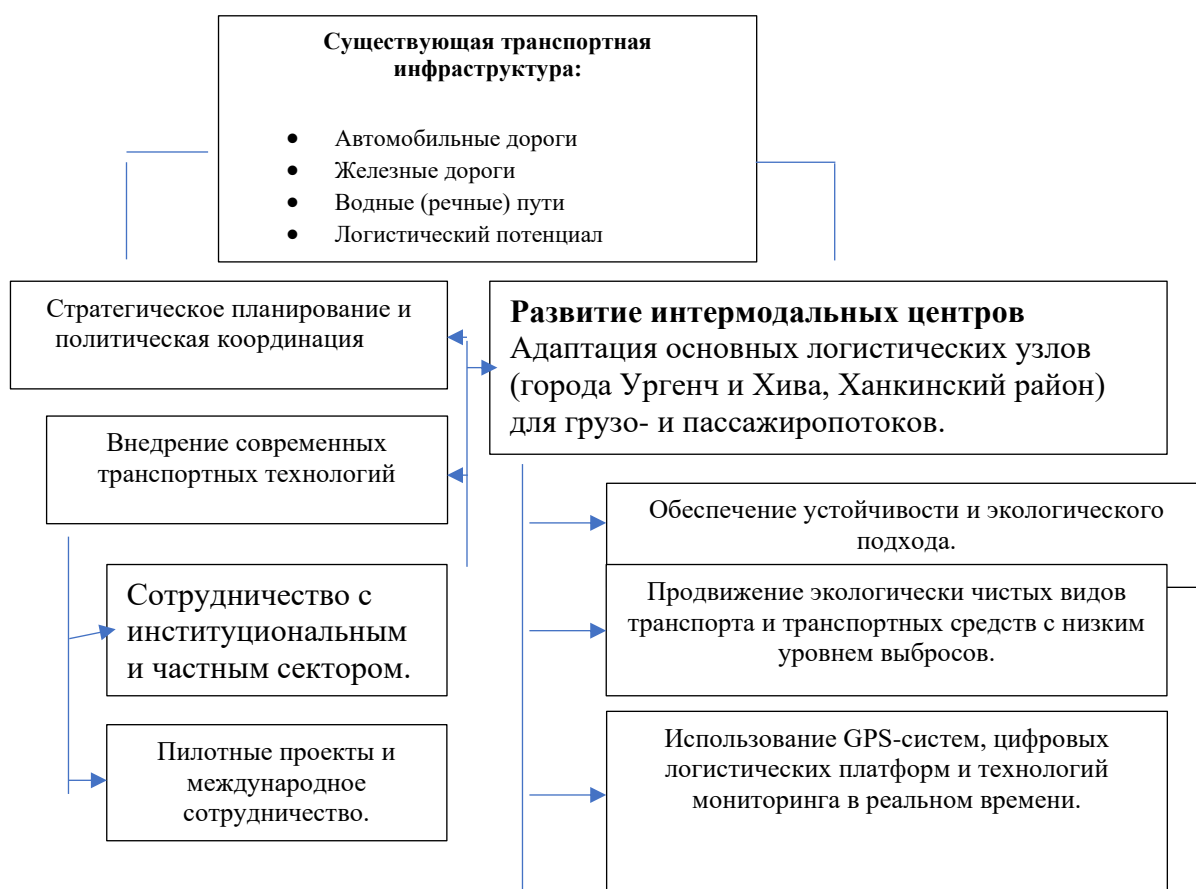 Существующая транспортная
инфраструктура:
• Автомобильные дороги
• Железные дороги
• Водные (речные) пути
• Логистический потенциал
Стратегическое планирование и
политическая координация
Развитие интермодальных центров
Адаптация основных логистических узлов
(города Ургенч и Хива, Ханкинский район)
для грузо- и пассажиропотоков.
Внедрение современных
транспортных технологий
Обеспечение устойчивости и экологического
подхода.
Сотрудничество с
институциональным
и частным сектором.
Продвижение экологически чистых видов
транспорта и транспортных средств с низким
уровнем выбросов.
Пилотные проекты и
международное
сотрудничество.
Использование GPS-систем, цифровых
логистических платформ и технологий
мониторинга в реальном времени.